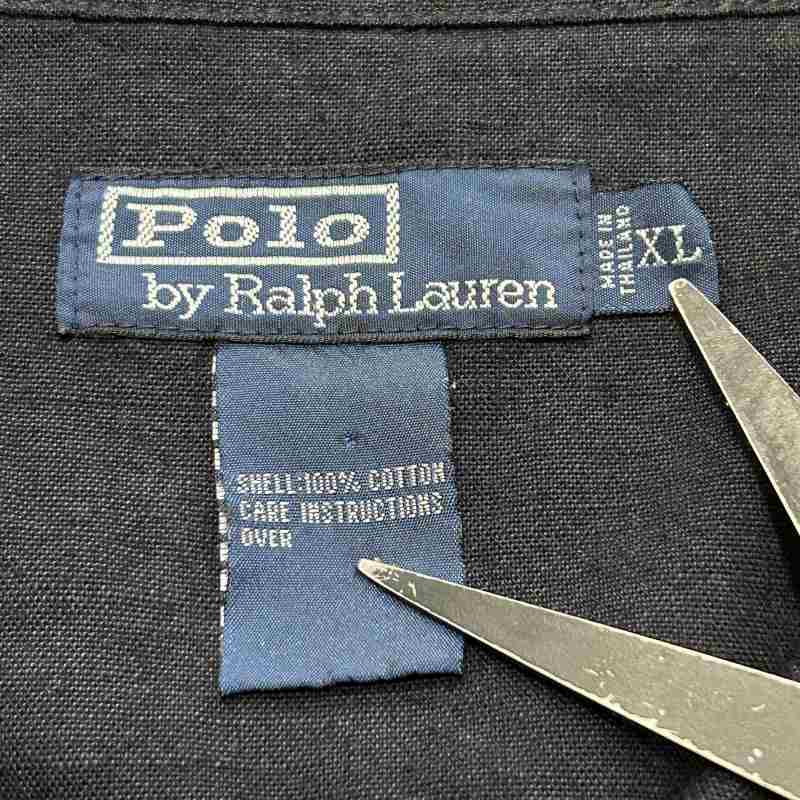 Polo
by Ralph Lauren
MADE IN
THAILAND
XL
SHELL:100% COTTON
CARE INSTRUCTIONS
OVER